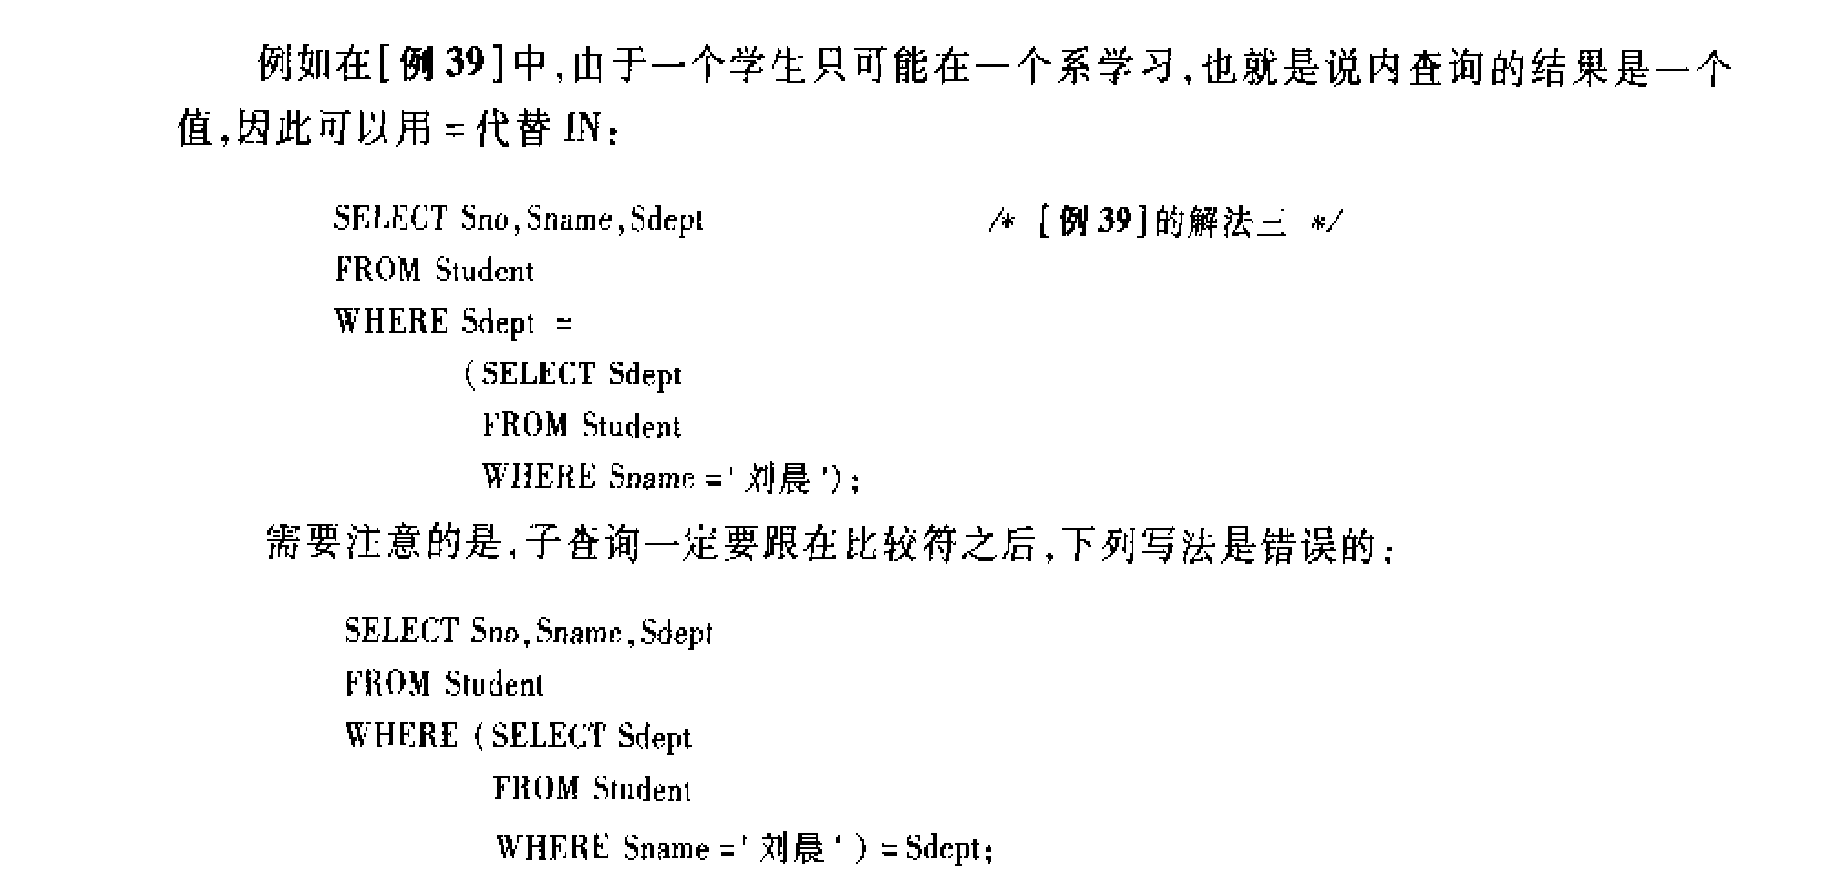 例如在[例 39]中,由于一个学生只可能在一个系学习,也就是说内查询的结果是一个
值,因此可以用 = 代替 IN:
SELECT Sno,Sname,Sdept /* [例 39]的解法三 */
FROM Student
WHERE Sdept =
(SELECT Sdept
FROM Student
WHERE Sname =' 刘晨 ');
需要注意的是,子查询一定要跟在比较符之后,下列写法是错误的:
SELECT Sno,Sname,Sdept
FROM Student
WHERE (SELECT Sdept
FROM Student
WHERE Sname =' 刘晨 ' ) = Sdept;